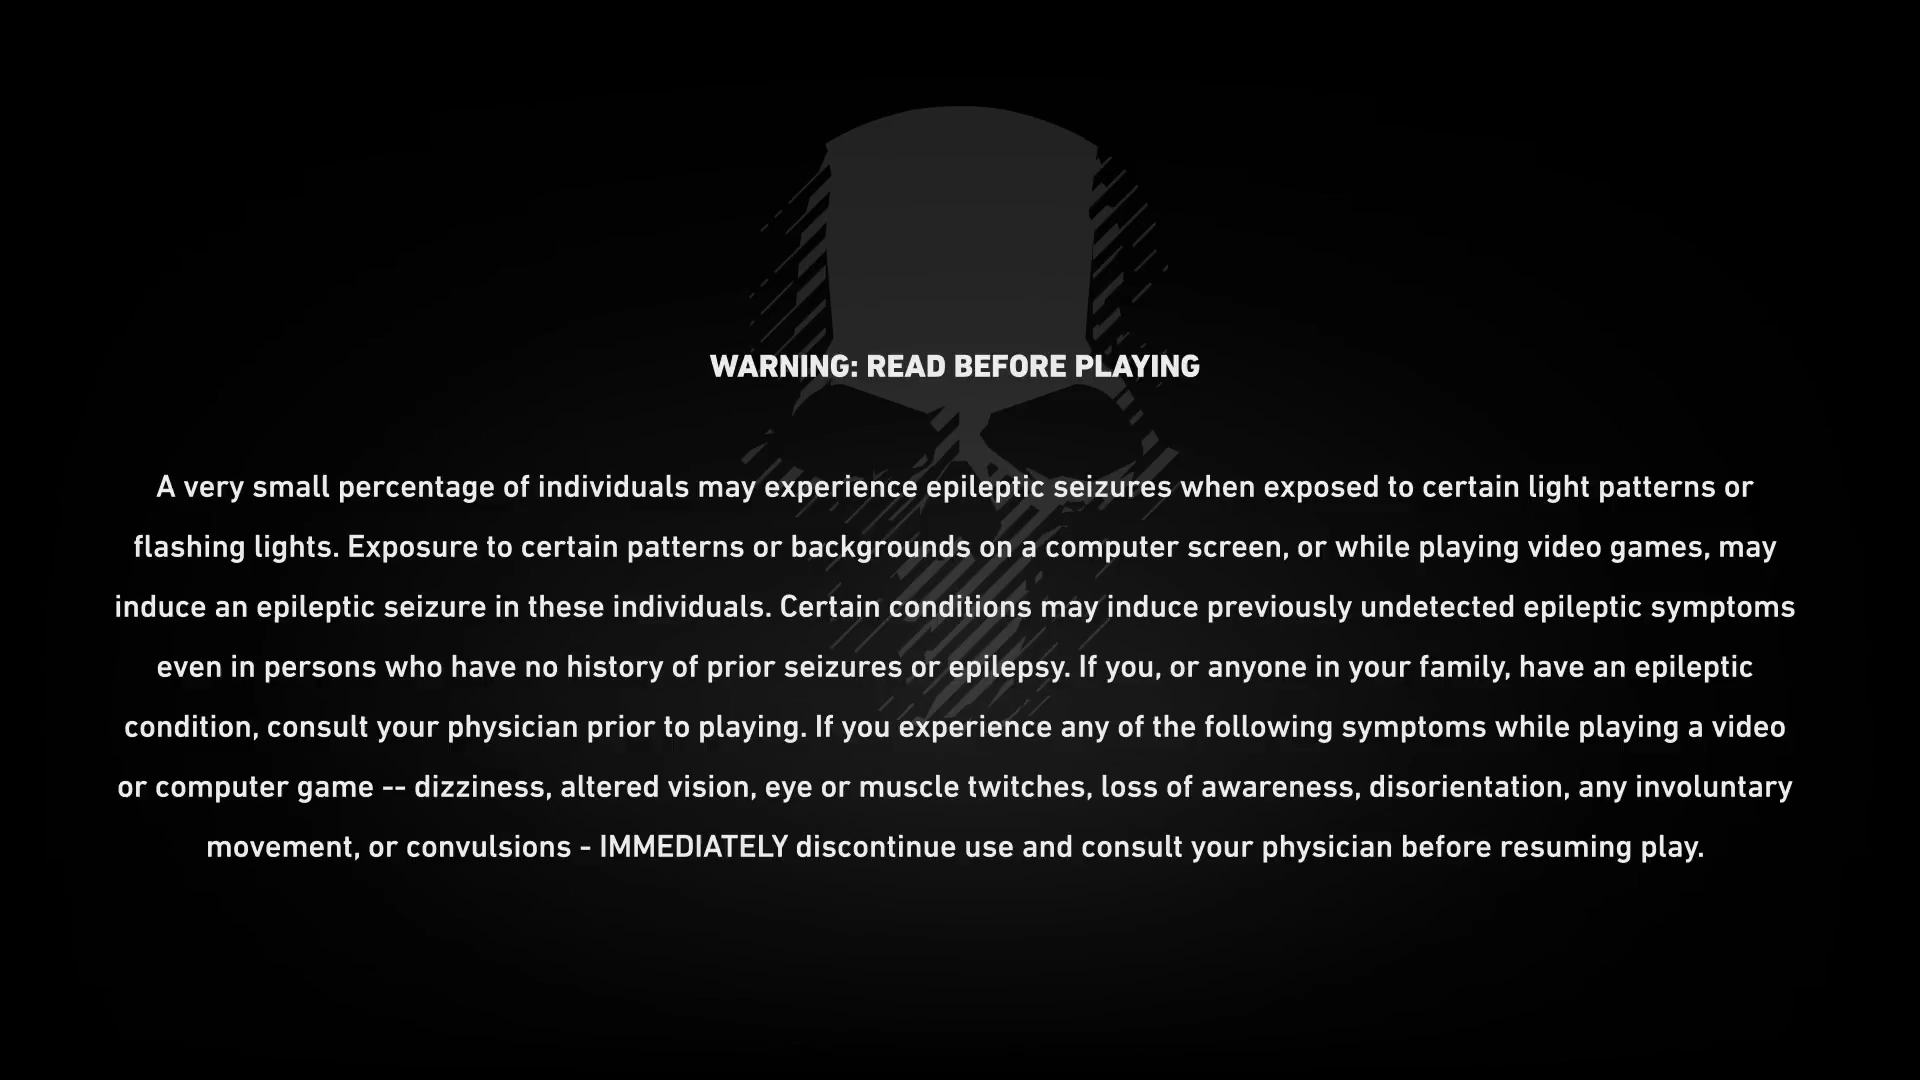 WARNING: READ BEFORE PLAYING
A very small percentage of individuals may experience epileptic seizures when exposed to certain light patterns or
flashing lights. Exposure to certain patterns or backgrounds on a computer screen, or while playing video games, may
induce an epileptic seizure in these individuals. Certain conditions may induce previously undetected epileptic symptoms
even in persons who have no history of prior seizures or epilepsy. If you, or anyone in your family, have an epileptic
condition, consult your physician prior to playing. If you experience any of the following symptoms while playing a video
or computer game -- dizziness, altered vision, eye or muscle twitches, loss of awareness, disorientation, any involuntary
movement, or convulsions - IMMEDIATELY discontinue use and consult your physician before resuming play.